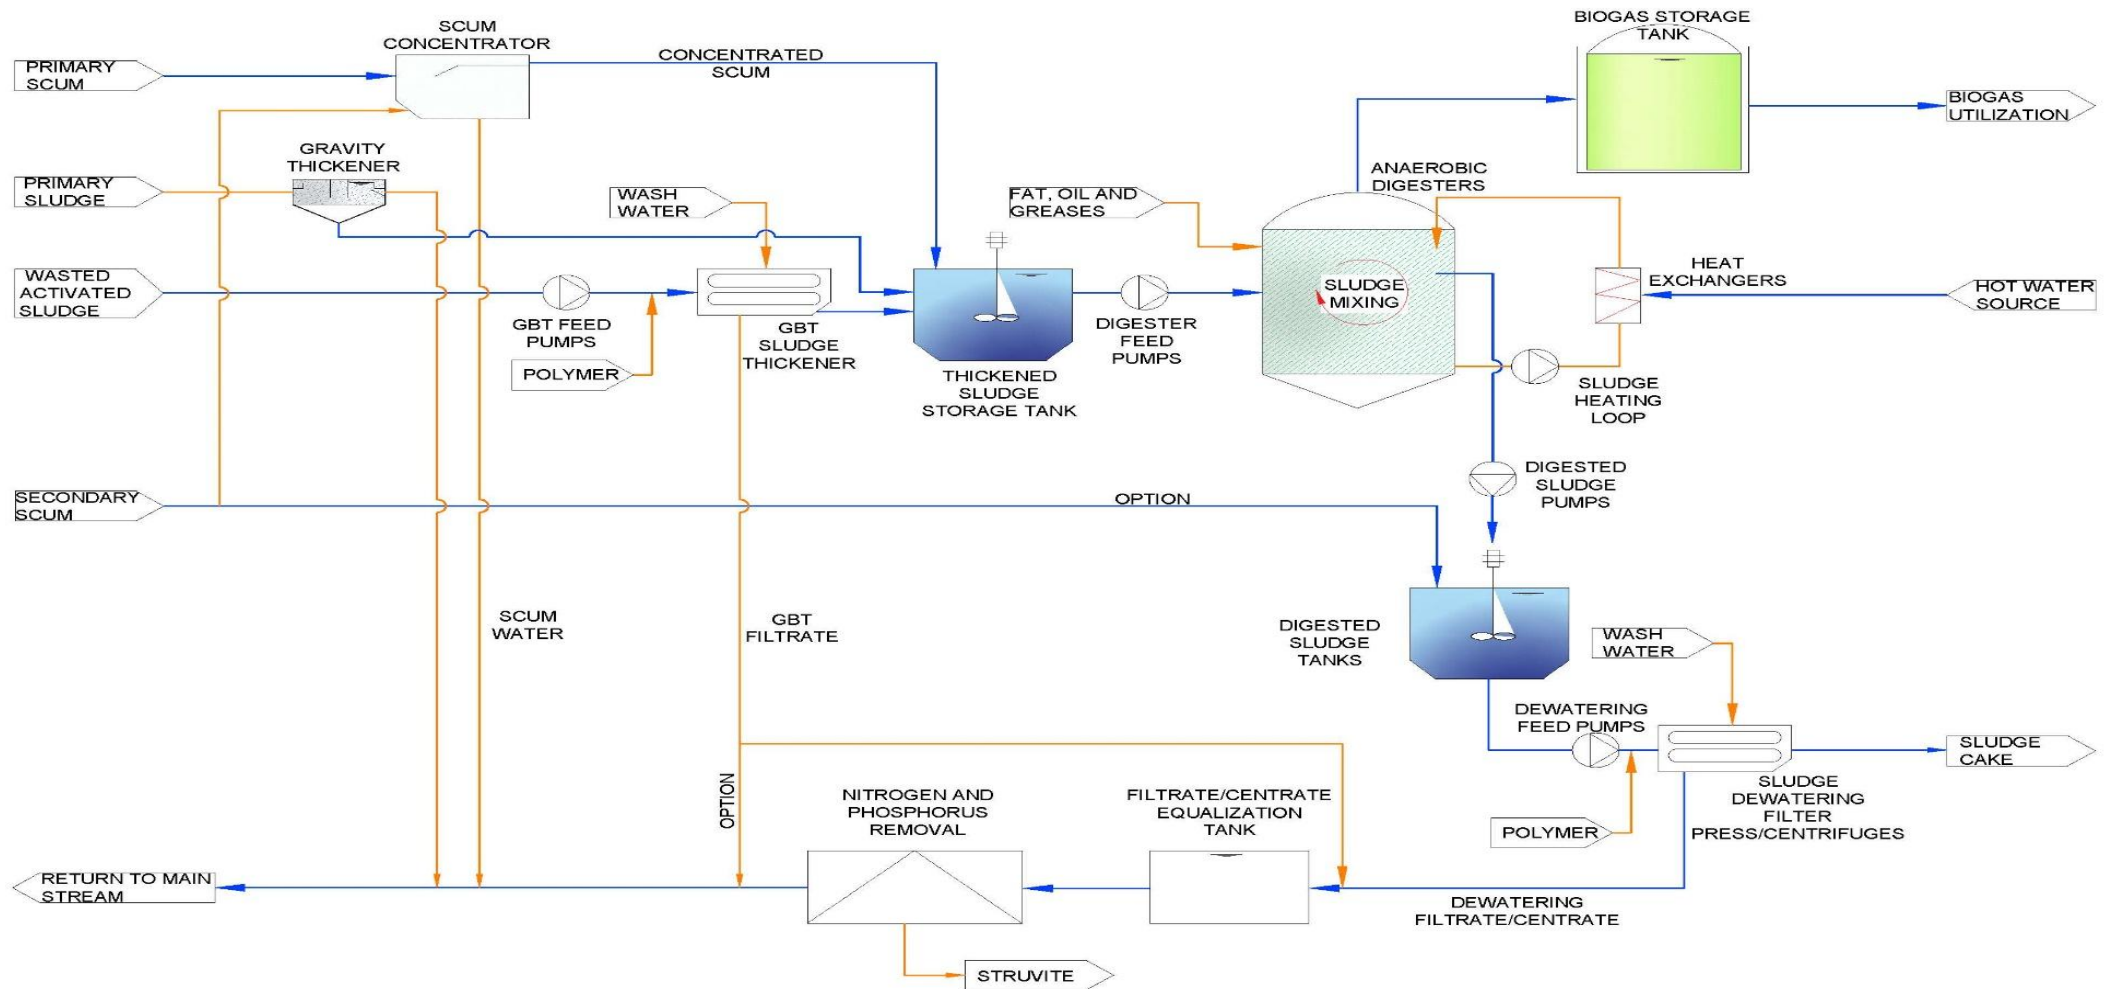 SCUM
CONCENTRATOR
PRIMARY
SCUM
CONCENTRATED
SCUM
BIOGAS STORAGE
TANK
BIOGAS
UTILIZATION
GRAVITY
THICKENER
PRIMARY
SLUDGE
WASH
WATER
FAT, OIL AND
GREASES
ANAEROBIC
DIGESTERS
WASTED
ACTIVATED
SLUDGE
GBT FEED
PUMPS
POLYMER
GBT
SLUDGE
THICKENER
THICKENED
SLUDGE
STORAGE TANK
DIGESTER
FEED
PUMPS
SLUDGE
MIXING
HEAT
EXCHANGERS
HOT WATER
SOURCE
SLUDGE
HEATING
LOOP
SECONDARY
SCUM
OPTION
DIGESTED
SLUDGE
PUMPS
SCUM
WATER
GBT
FILTRATE
DIGESTED
SLUDGE
TANKS
WASH
WATER
DEWATERING
FEED PUMPS
SLUDGE
CAKE
SLUDGE
DEWATERING
FILTER
PRESS/CENTRIFUGES
POLYMER
OPTION
NITROGEN AND
PHOSPHORUS
REMOVAL
FILTRATE/CENTRATE
EQUALIZATION
TANK
RETURN TO MAIN
STREAM
DEWATERING
FILTRATE/CENTRATE
STRUVITE